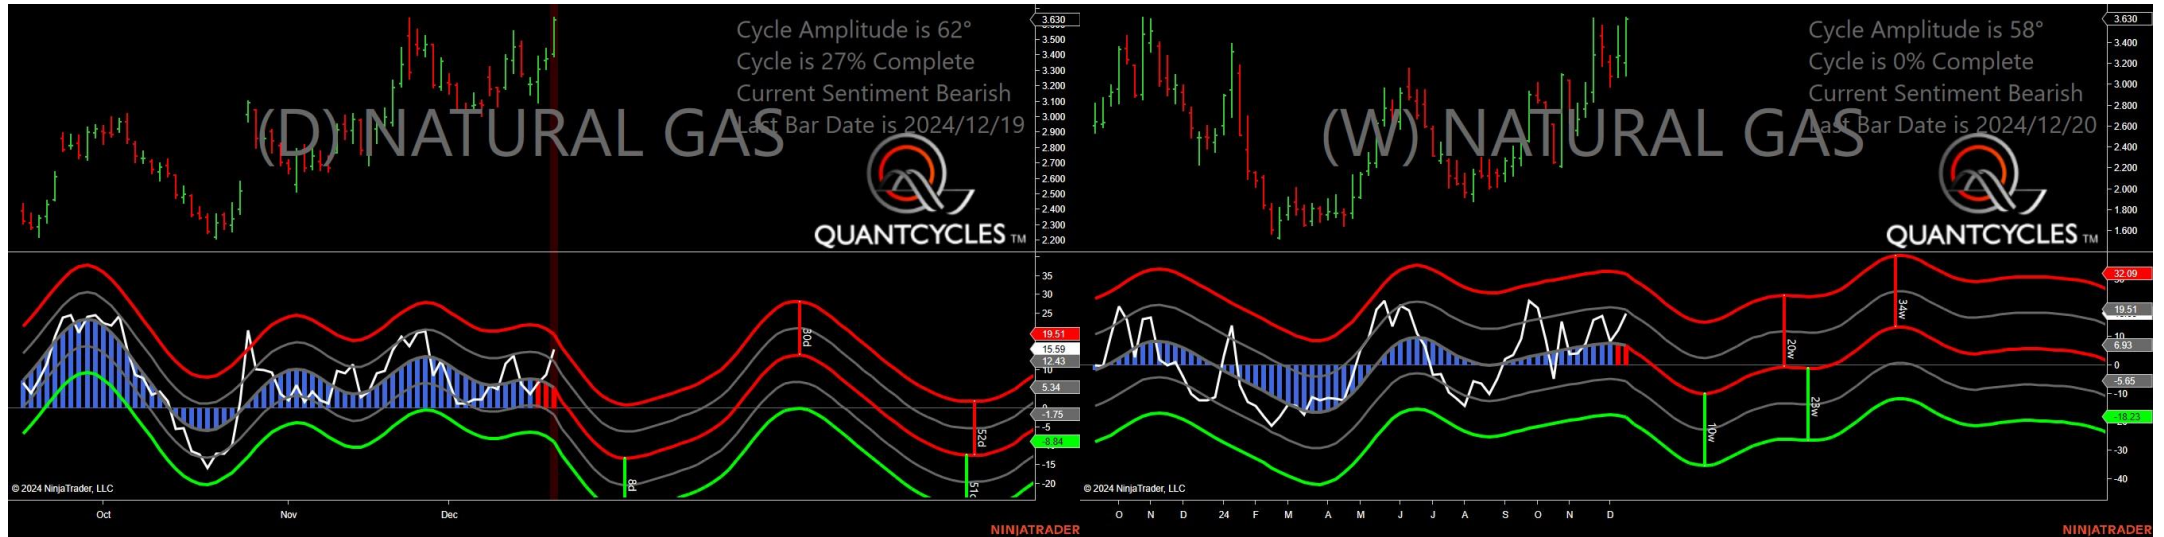 Cycle Amplitude is 62°
Cycle is 27% Complete
Current Sentiment Bearish
Last Bar Date is 2024/12/19
(D) NATURAL GAS
QUANTCYCLES TM
3.630
3.500
3.400
3.300
3.200
3.100
3.000
2.900
2.800
2.700
2.600
2.500
2.400
2.300
2.200
35
30
25
19.51
15.59
12.43
10
5.34
0
-1.75
-5
-8.84
-15
-20
8d
80d
52d
© 2024 NinjaTrader, LLC
Oct Nov Dec
NINJATRADER
Cycle Amplitude is 58°
Cycle is 0% Complete
Current Sentiment Bearish
Last Bar Date is 2024/12/20
(W) NATURAL GAS
QUANTCYCLES TM
3.630
3.400
3.200
3.000
2.800
2.600
2.400
2.200
2.000
1.800
1.600
32.09
19.51
10
6.93
0
-5.65
-10
-18.23
-30
-40
10w
20w
23w
34w
© 2024 NinjaTrader, LLC
O N D 24 F M A M J J A S O N D
NINJATRADER